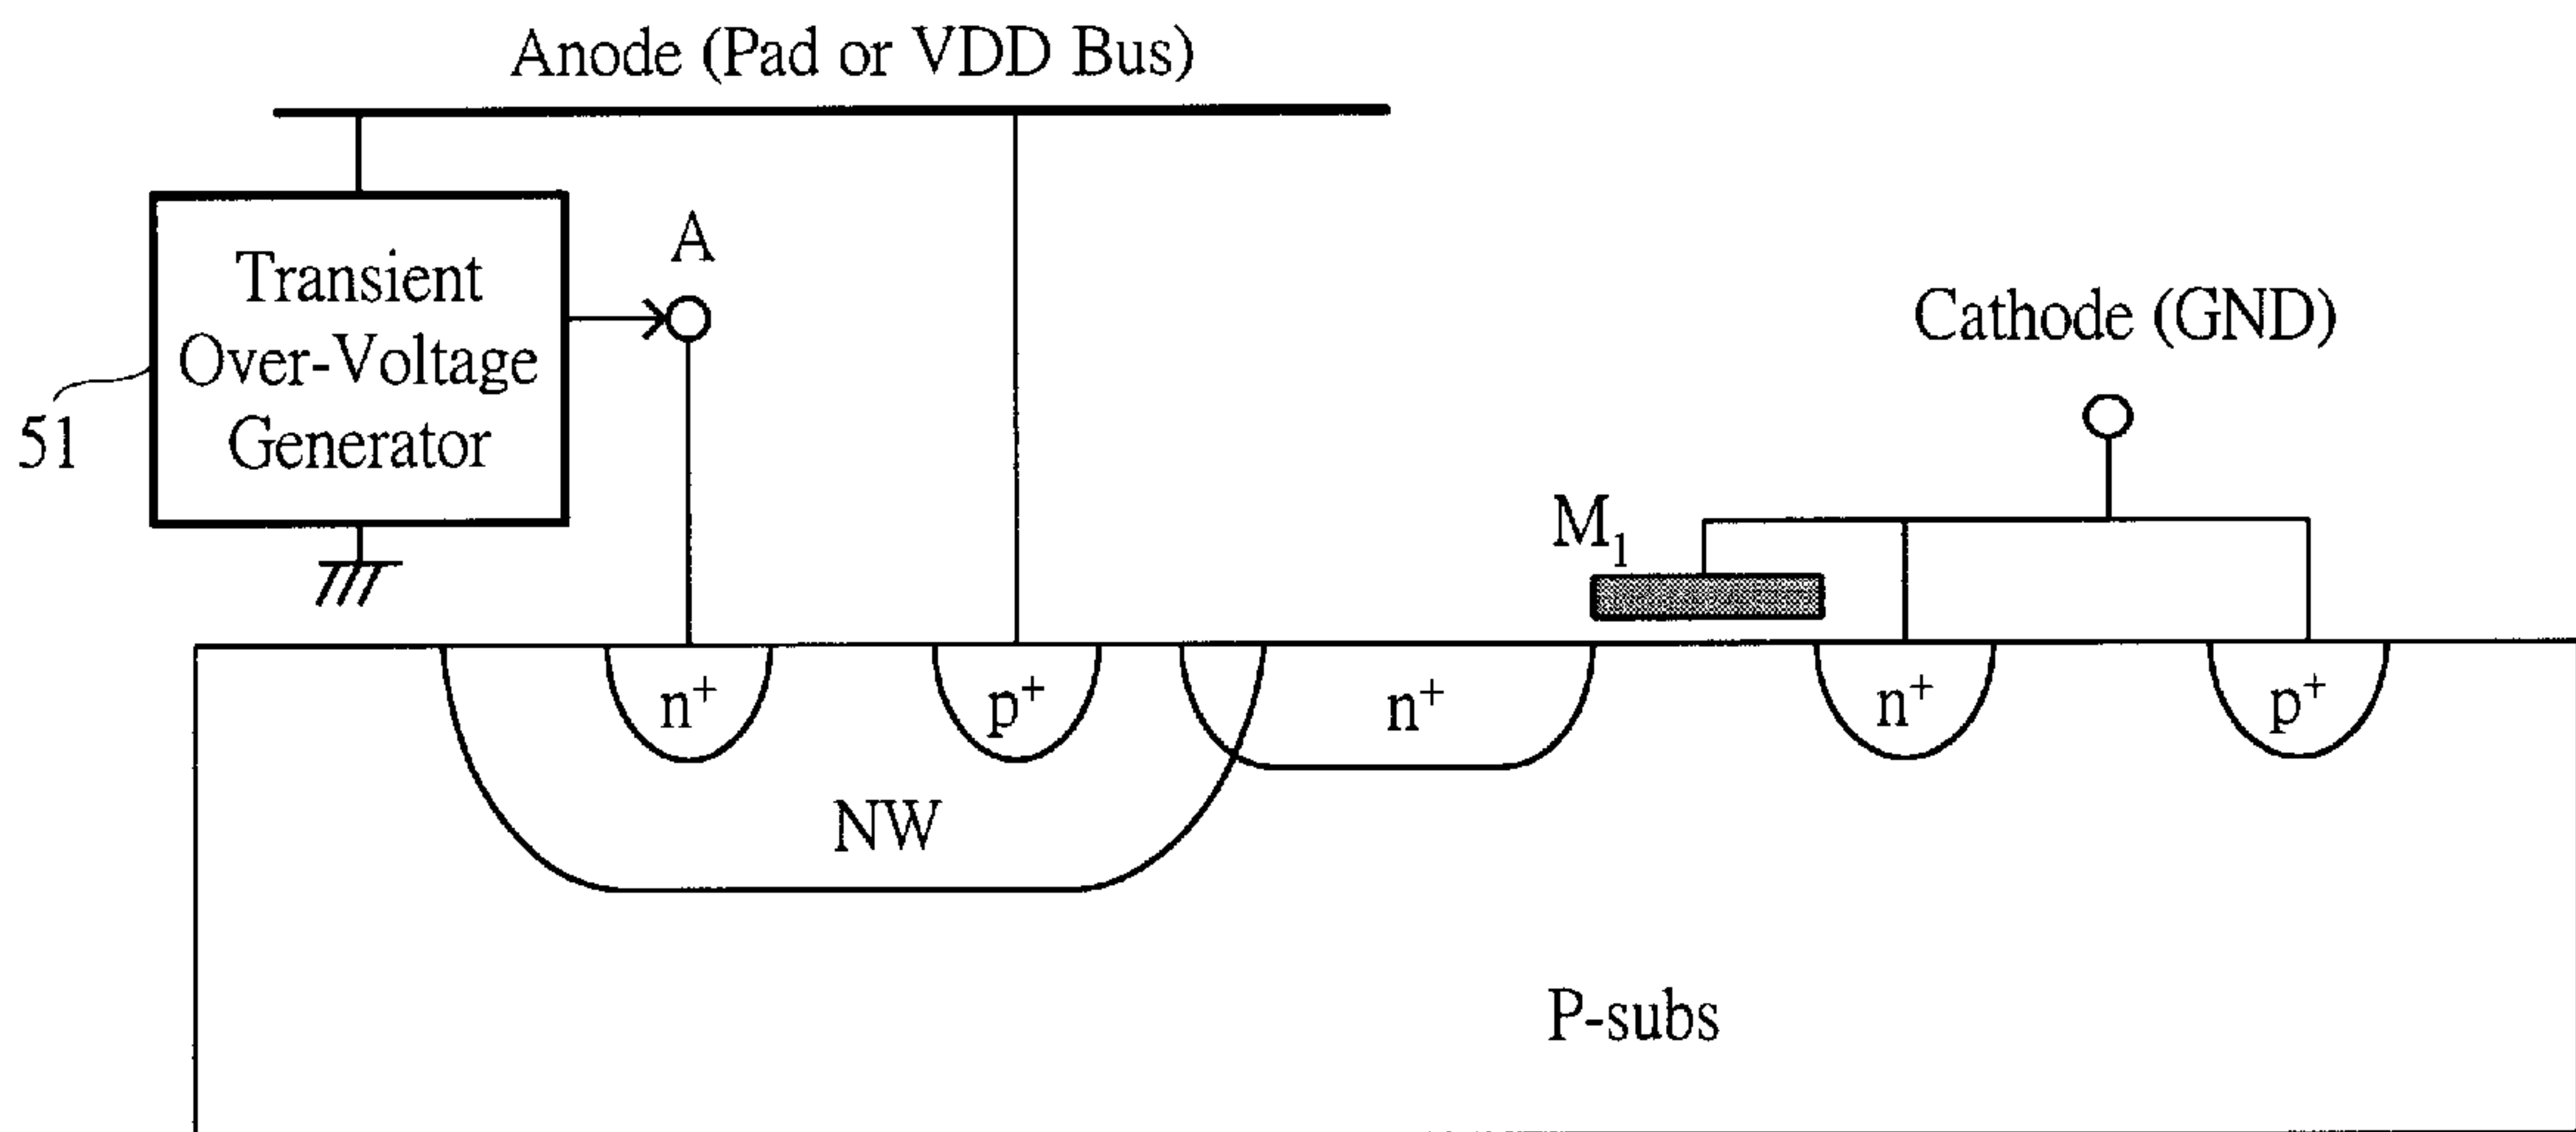 Anode (Pad or VDD Bus)
A
Transient
Over-Voltage
Generator
51
Cathode (GND)
M₁
n⁺
p⁺
n⁺
n⁺
p⁺
NW
P-subs